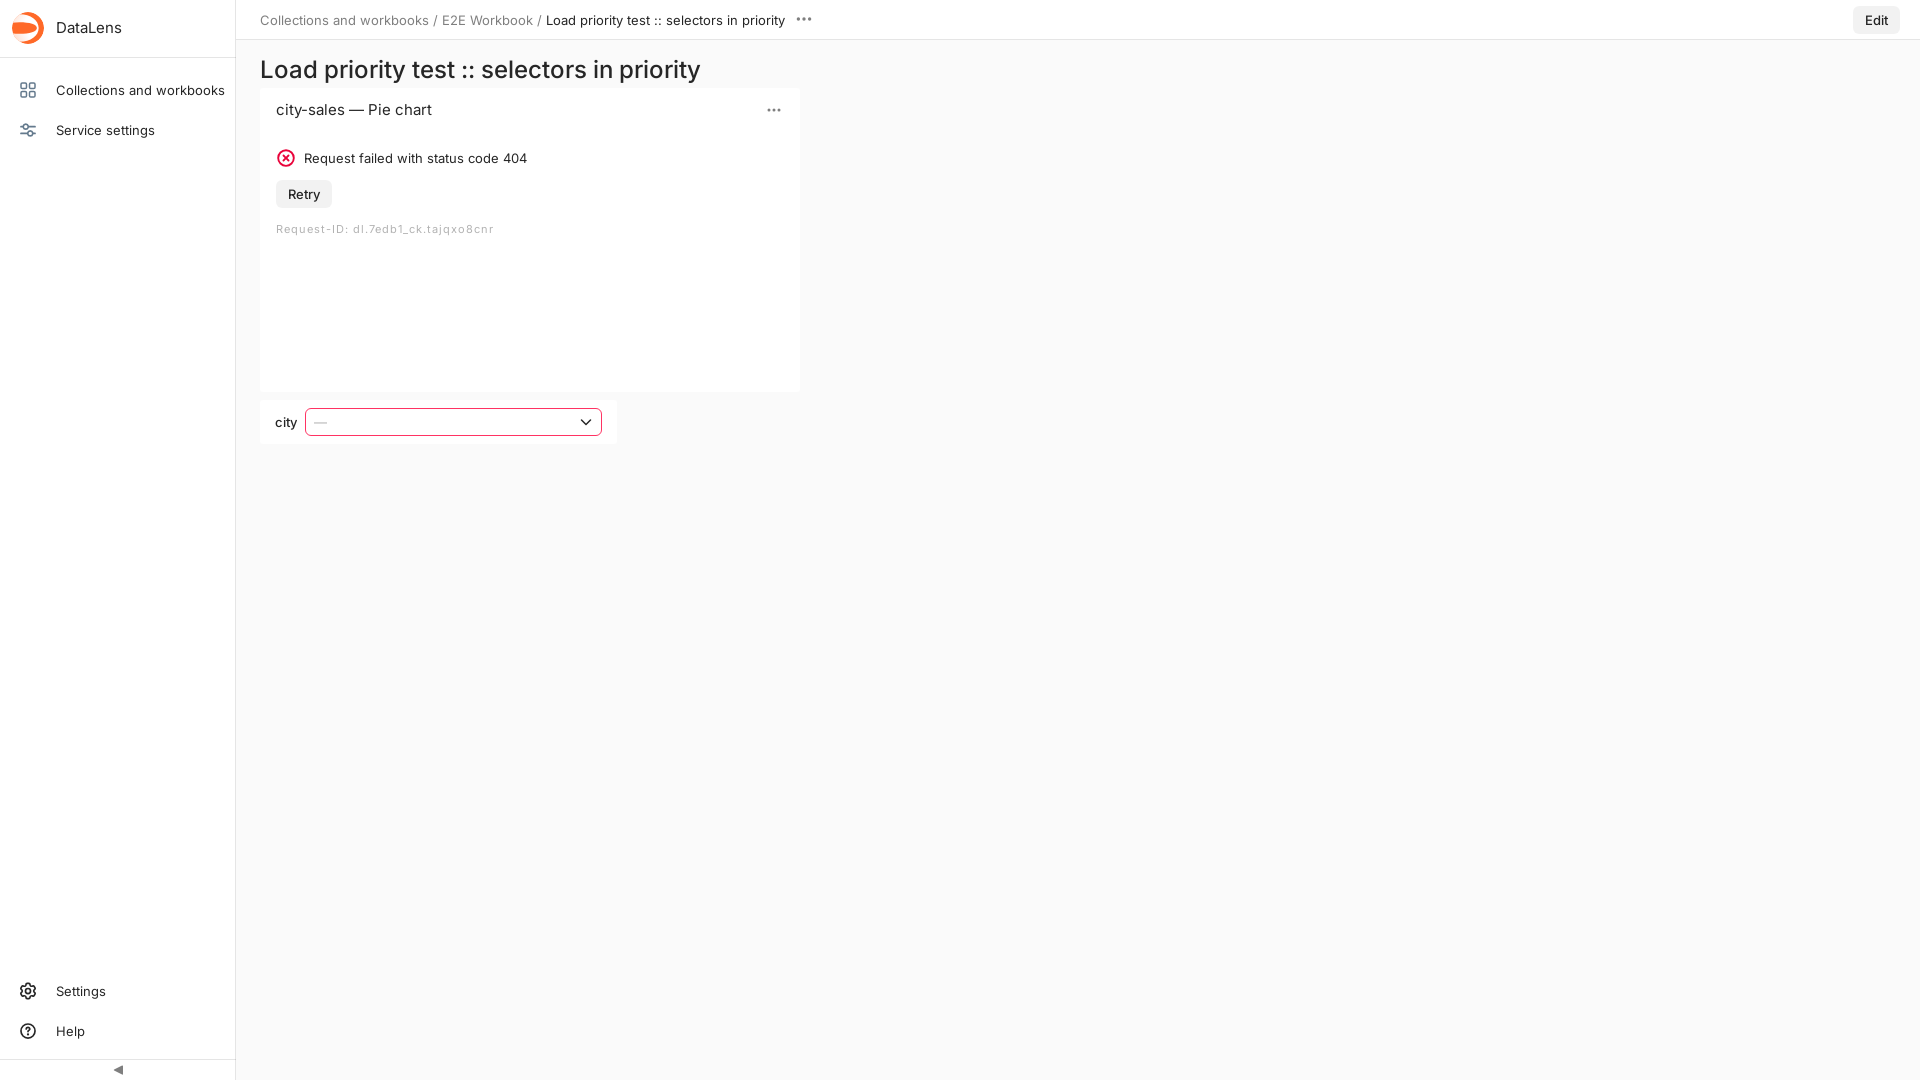 DataLens
Collections and workbooks / E2E Workbook / Load priority test :: selectors in priority
Edit
Collections and workbooks
Service settings
Load priority test :: selectors in priority
city-sales — Pie chart
Request failed with status code 404
Retry
Request-ID: dl.7edb1_ck.tajqxo8cnr
city —
Settings
Help